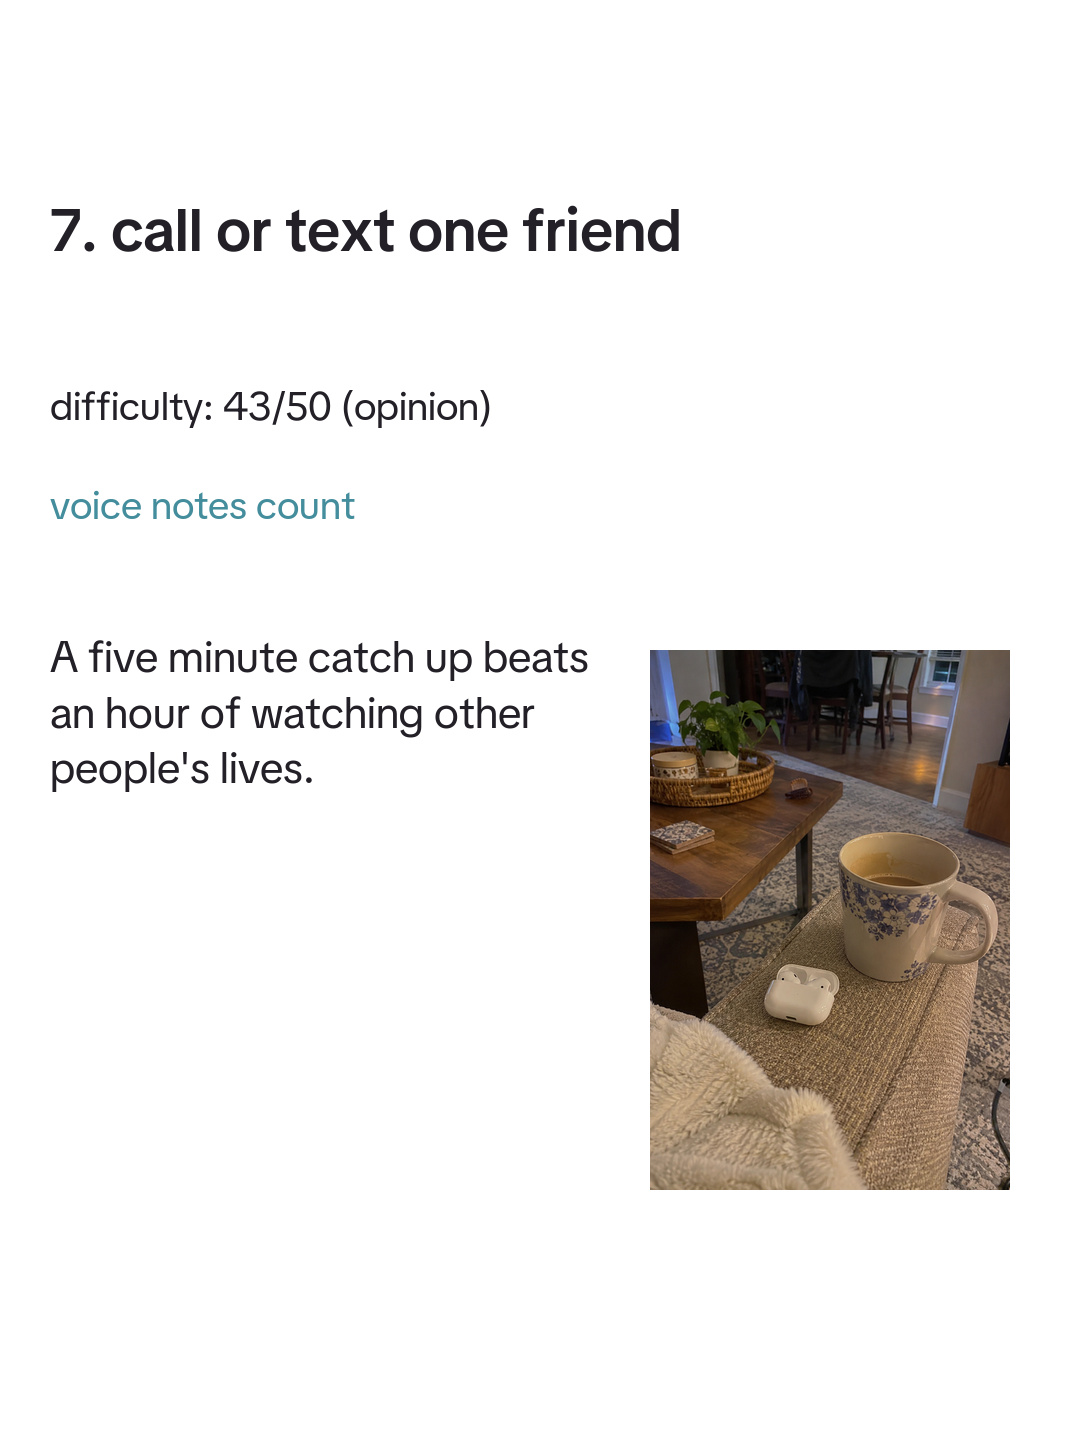 7. call or text one friend
difficulty: 43/50 (opinion)
voice notes count
A five minute catch up beats
an hour of watching other
people's lives.